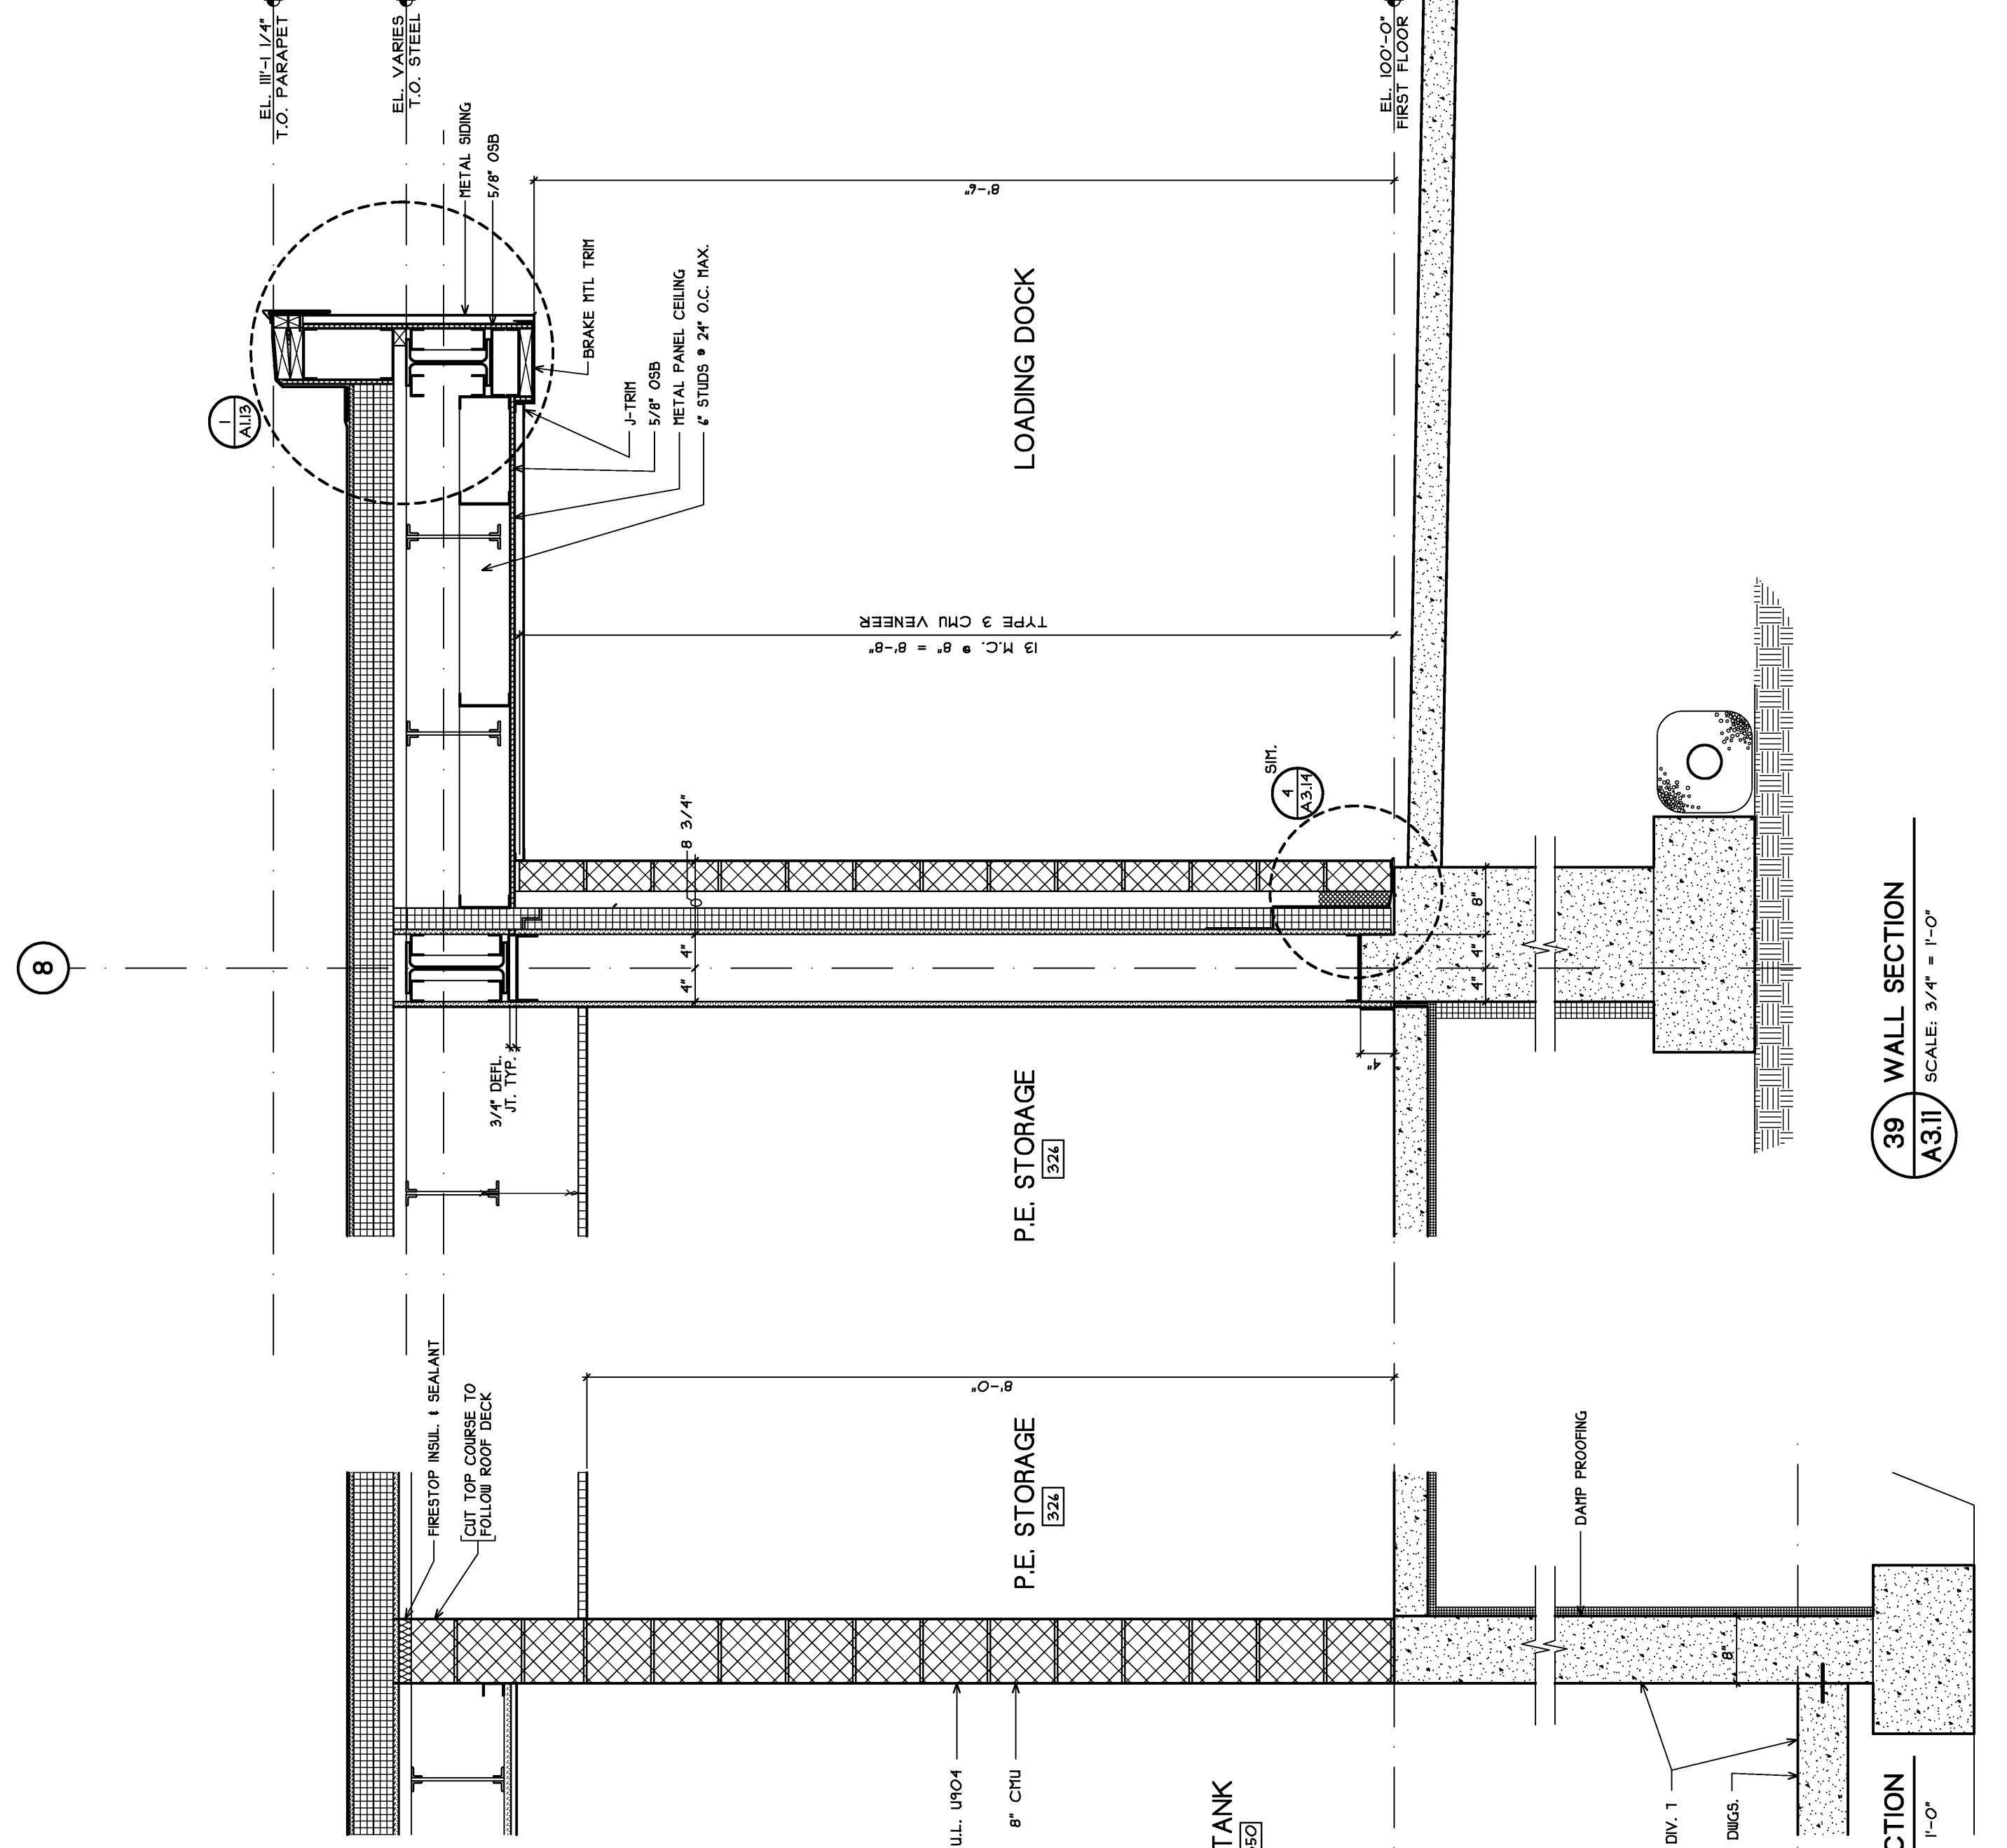 EL. 111'-1 1/4"
T.O. PARAPET
EL. VARIES
T.O. STEEL
METAL SIDING
5/8" OSB
BRAKE MTL TRIM
J-TRIM
5/8" OSB
METAL PANEL CEILING
6" STUDS @ 24" O.C. MAX.
1
A1.13
8
8'-6"
LOADING DOCK
TYPE 3 CMU VENEER
13 M.C. @ 8" = 8'-8"
EL. 100'-0"
FIRST FLOOR
SIM.
4
A3.14
8 3/4"
4"
4"
8"
4"
4"
4"
3/4" DEFL.
JT. TYP.
P.E. STORAGE
326
39
A3.11
WALL SECTION
SCALE: 3/4" = 1'-0"
FIRESTOP INSUL. & SEALANT
CUT TOP COURSE TO
FOLLOW ROOF DECK
8'-0"
P.E. STORAGE
326
DAMP PROOFING
8"
U.L. U904
8" CMU
TANK
DIV. 7
DWGS.
CTION
1'-0"